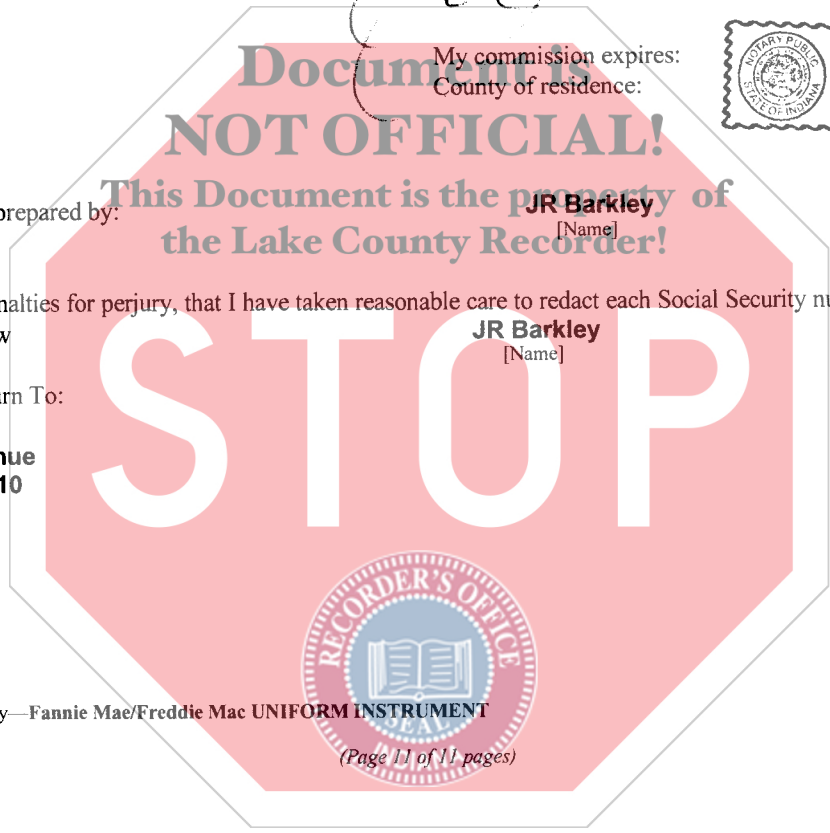 My commission expires:
County of residence:
NOTARY PUBLIC
STATE OF INDIANA
Document is
NOT OFFICIAL!
This Document is the property of
the Lake County Recorder!
prepared by:
JR Barkley
[Name]
nalties for perjury, that I have taken reasonable care to redact each Social Security nu
w
JR Barkley
[Name]
STOP
urn To:
nue
10
RECORDER'S OFFICE
SEAL
INDIANA
y—Fannie Mae/Freddie Mac UNIFORM INSTRUMENT
(Page 11 of 11 pages)